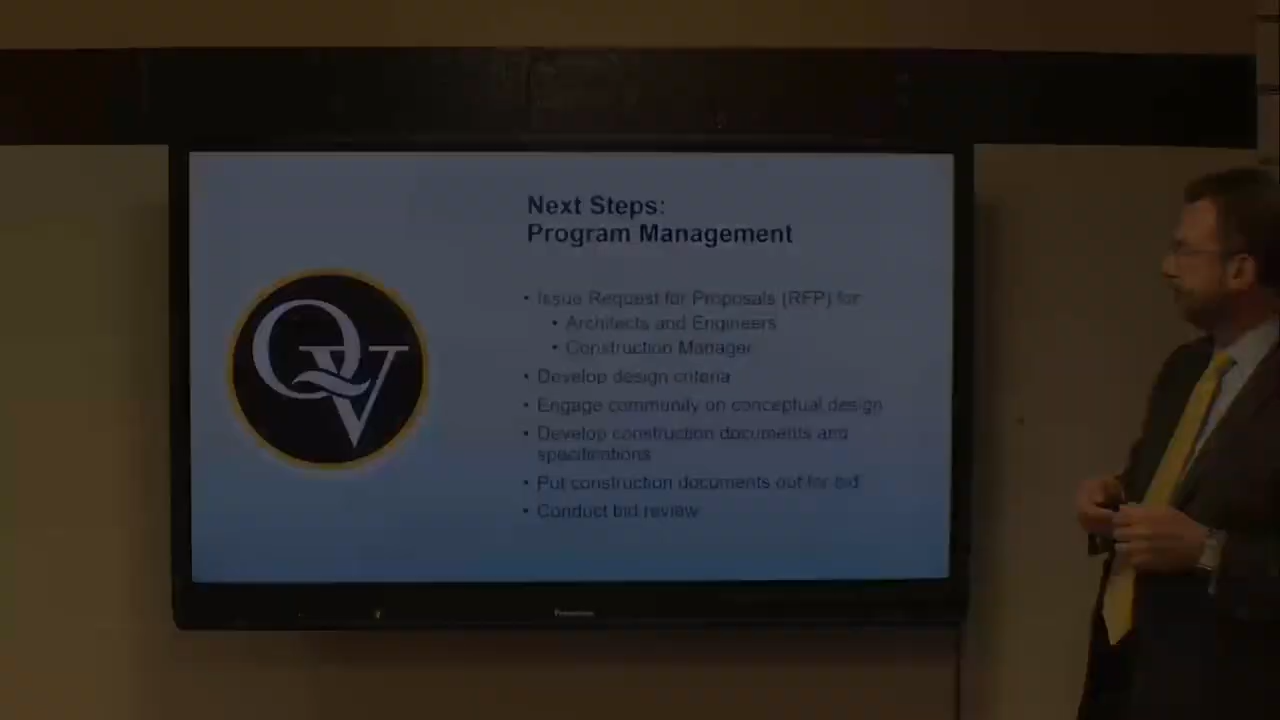 Next Steps:
Program Management
• Issue Request for Proposals (RFP) for
• Architects and Engineers
• Construction Manager
• Develop design criteria
• Engage community on conceptual design
• Develop construction documents and
specifications
• Put construction documents out for bid
• Conduct bid review
QV